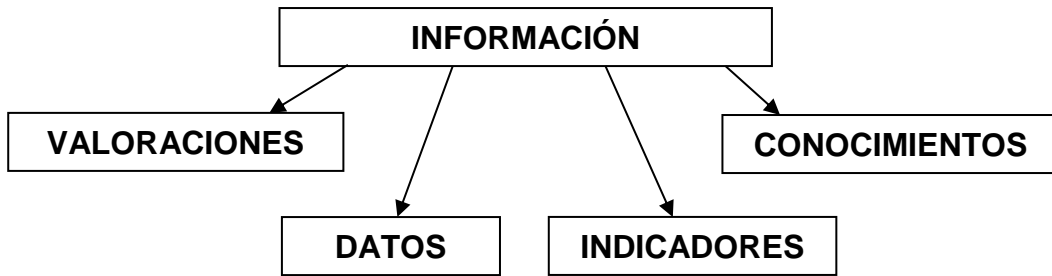 INFORMACIÓN
VALORACIONES
CONOCIMIENTOS
DATOS
INDICADORES